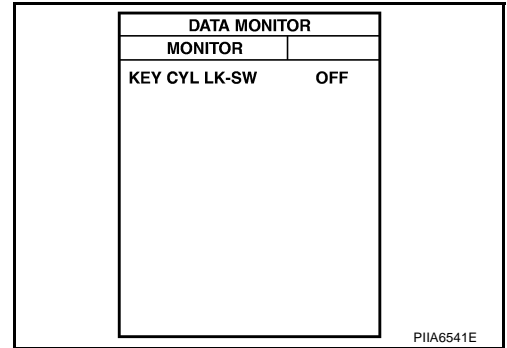 DATA MONITOR
MONITOR
KEY CYL LK-SW OFF
PIIA6541E